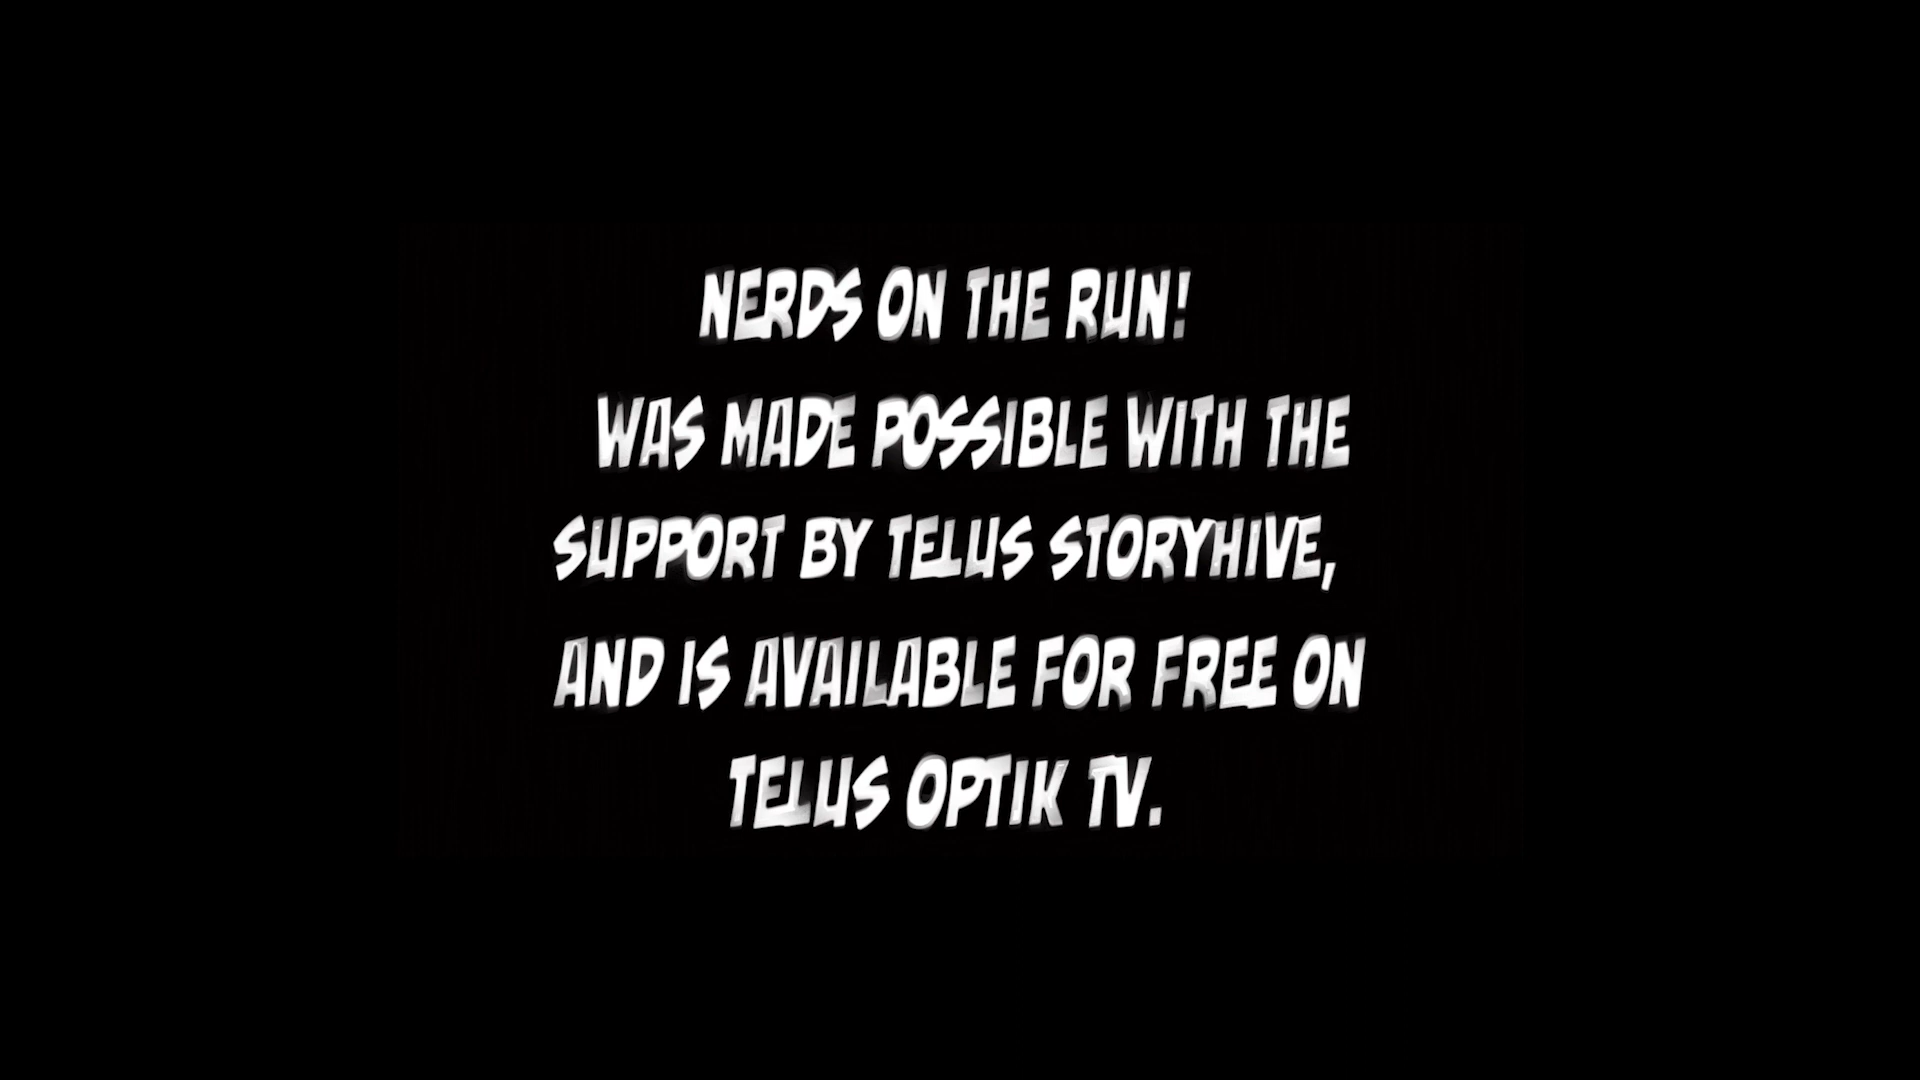 NERDS ON THE RUN!
WAS MADE POSSIBLE WITH THE
SUPPORT BY TELUS STORYHIVE,
AND IS AVAILABLE FOR FREE ON
TELUS OPTIK TV.